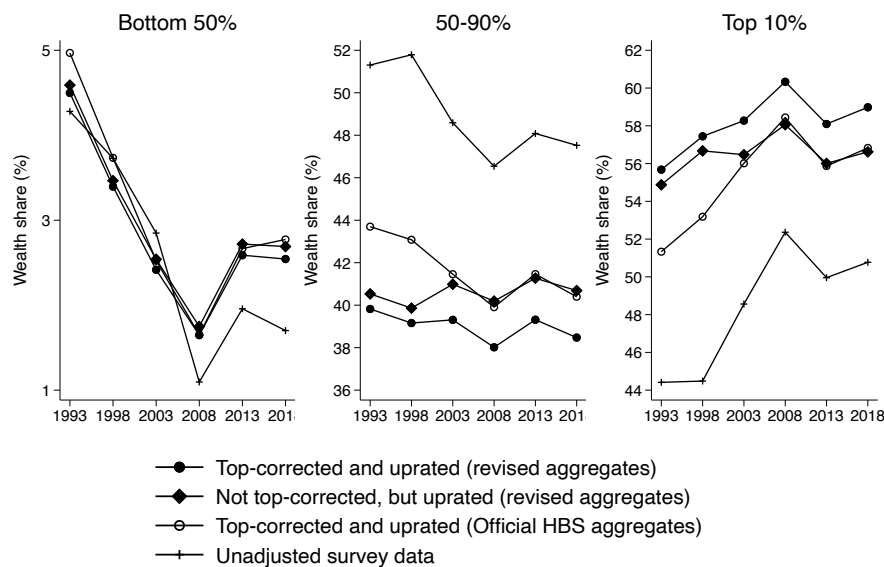 Bottom 50%
50-90%
Top 10%
Wealth share (%)
5
3
1
1993 1998 2003 2008 2013 2018
Wealth share (%)
52
50
48
46
44
42
40
38
36
1993 1998 2003 2008 2013 2018
Wealth share (%)
62
60
58
56
54
52
50
48
46
44
1993 1998 2003 2008 2013 2018
Top-corrected and uprated (revised aggregates)
Not top-corrected, but uprated (revised aggregates)
Top-corrected and uprated (Official HBS aggregates)
Unadjusted survey data